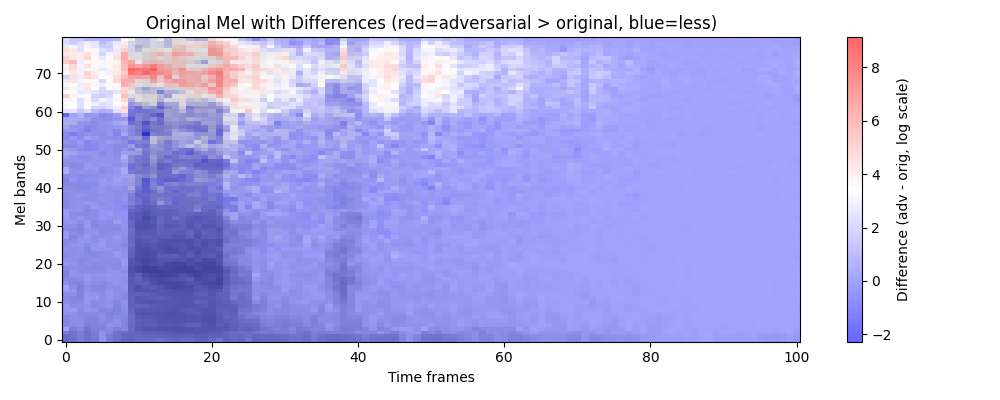 Original Mel with Differences (red=adversarial > original, blue=less)
70
60
50
40
30
20
10
0
Mel bands
0 20 40 60 80 100
Time frames
8
6
4
2
0
−2
Difference (adv - orig, log scale)